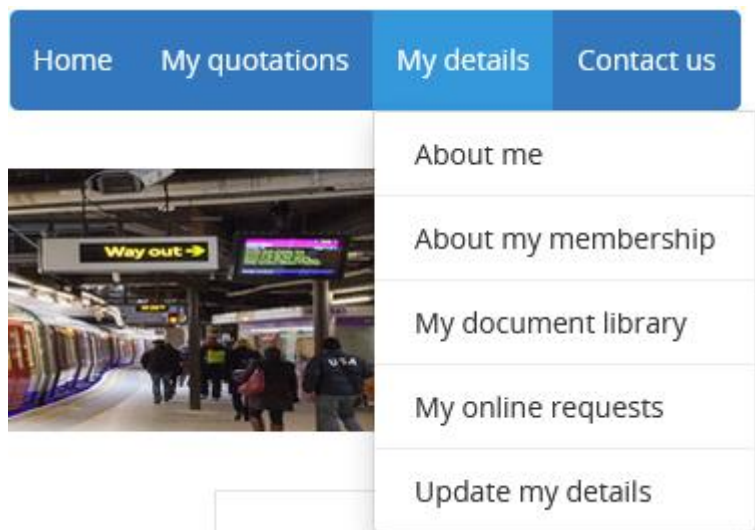 Home My quotations My details Contact us
About me
About my membership
My document library
My online requests
Update my details
Way out →
USA